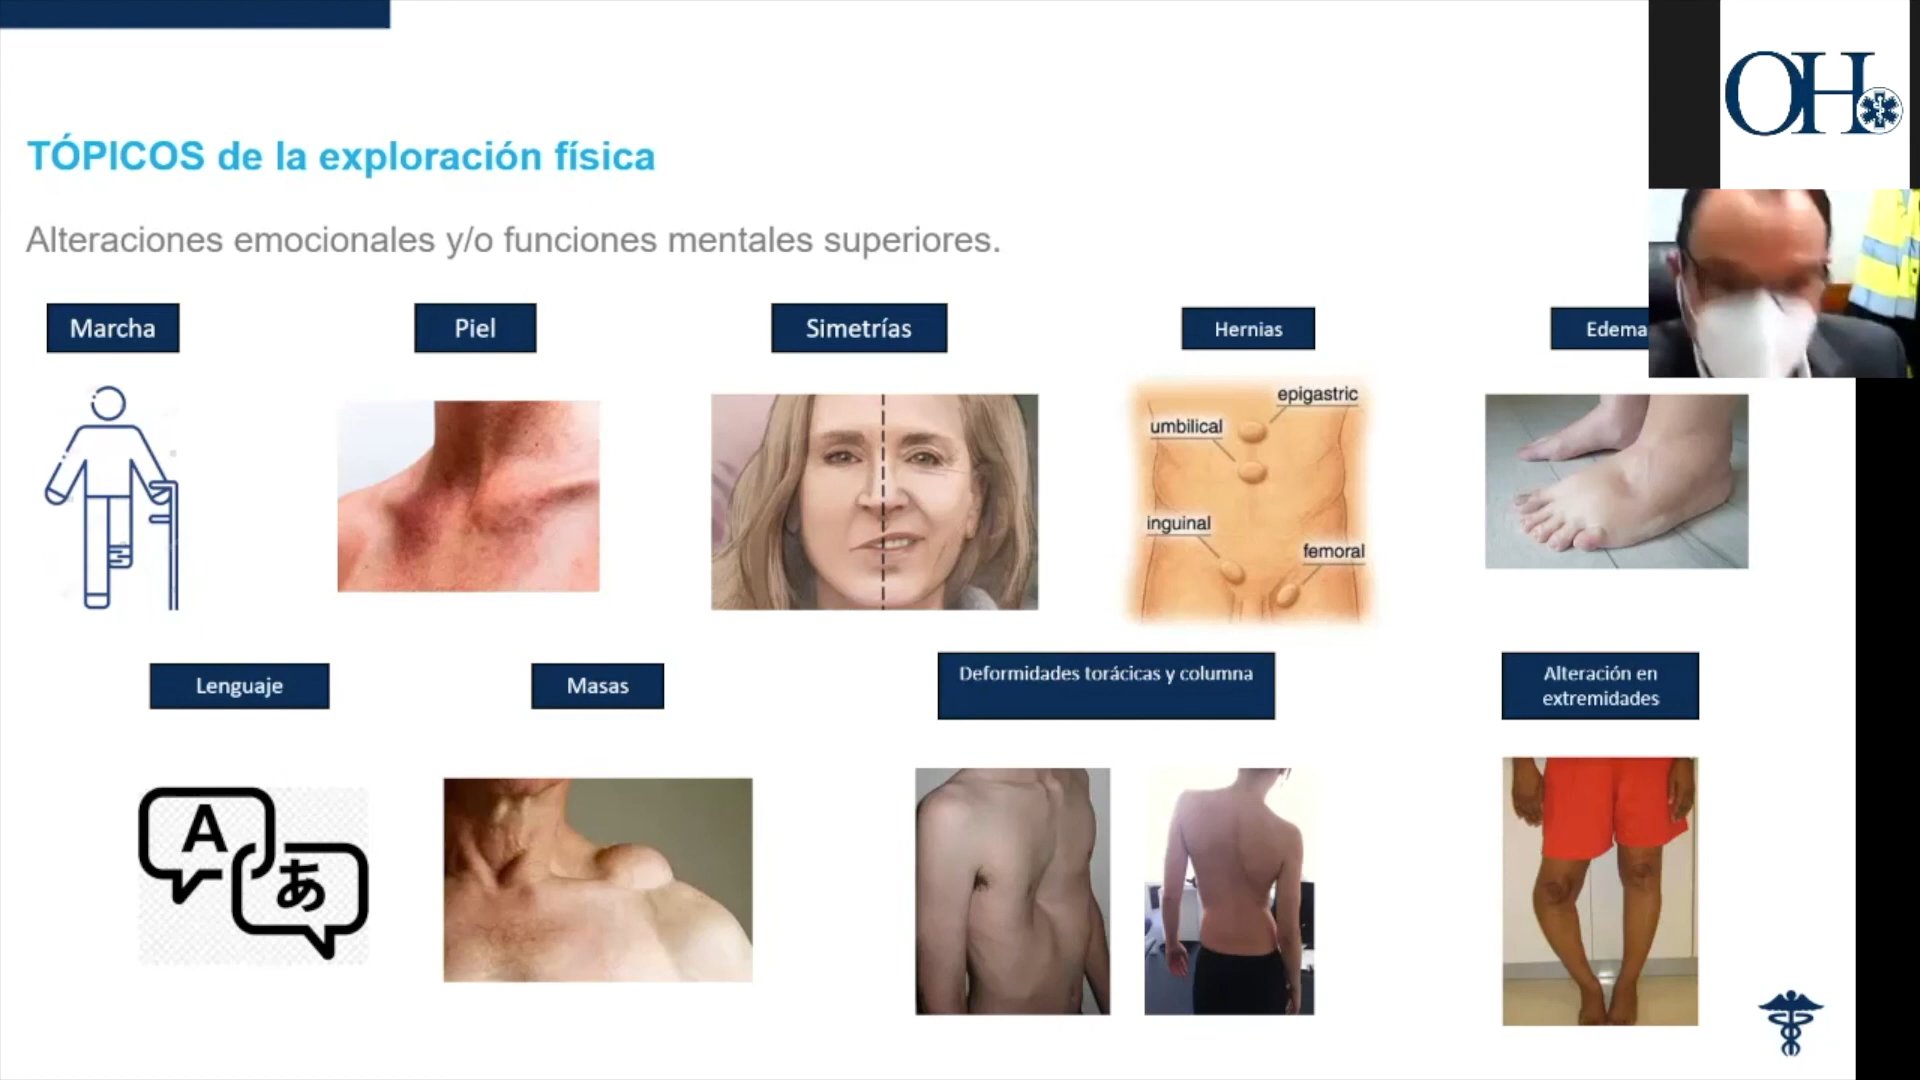 OH
TÓPICOS de la exploración física
Alteraciones emocionales y/o funciones mentales superiores.
Marcha
Piel
Simetrías
Hernias
Edema
epigastric
umbilical
inguinal
femoral
Lenguaje
Masas
Deformidades torácicas y columna
Alteración en
extremidades
A
あ